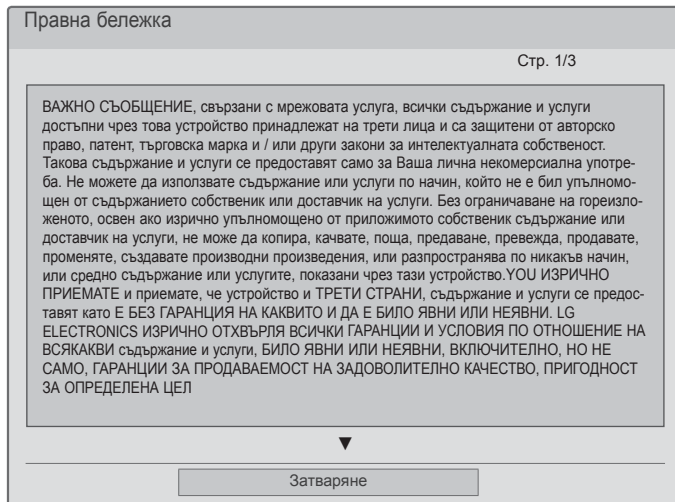 Правна бележка
Стр. 1/3
ВАЖНО СЪОБЩЕНИЕ, свързани с мрежовата услуга, всички съдържание и услуги
достъпни чрез това устройство принадлежат на трети лица и са защитени от авторско
право, патент, търговска марка и / или други закони за интелектуалната собственост.
Такова съдържание и услуги се предоставят само за Ваша лична некомерсиална употре-
ба. Не можете да използвате съдържание или услуги по начин, който не е бил упълномо-
щен от съдържанието собственик или доставчик на услуги. Без ограничаване на гореизло-
женото, освен ако изрично упълномощено от приложимото собственик съдържание или
доставчик на услуги, не може да копира, качвате, поща, предаване, превежда, продавате,
променяте, създавате производни произведения, или разпространява по никакъв начин,
или средно съдържание или услугите, показани чрез тази устройство.YOU ИЗРИЧНО
ПРИЕМАТЕ и приемате, че устройство и ТРЕТИ СТРАНИ, съдържание и услуги се предос-
тавят като Е БЕЗ ГАРАНЦИЯ НА КАКВИТО И ДА Е БИЛО ЯВНИ ИЛИ НЕЯВНИ. LG
ELECTRONICS ИЗРИЧНО ОТХВЪРЛЯ ВСИЧКИ ГАРАНЦИИ И УСЛОВИЯ ПО ОТНОШЕНИЕ НА
ВСЯКАКВИ съдържание и услуги, БИЛО ЯВНИ ИЛИ НЕЯВНИ, ВКЛЮЧИТЕЛНО, НО НЕ
САМО, ГАРАНЦИИ ЗА ПРОДАВАЕМОСТ НА ЗАДОВОЛИТЕЛНО КАЧЕСТВО, ПРИГОДНОСТ
ЗА ОПРЕДЕЛЕНА ЦЕЛ
▼
Затваряне